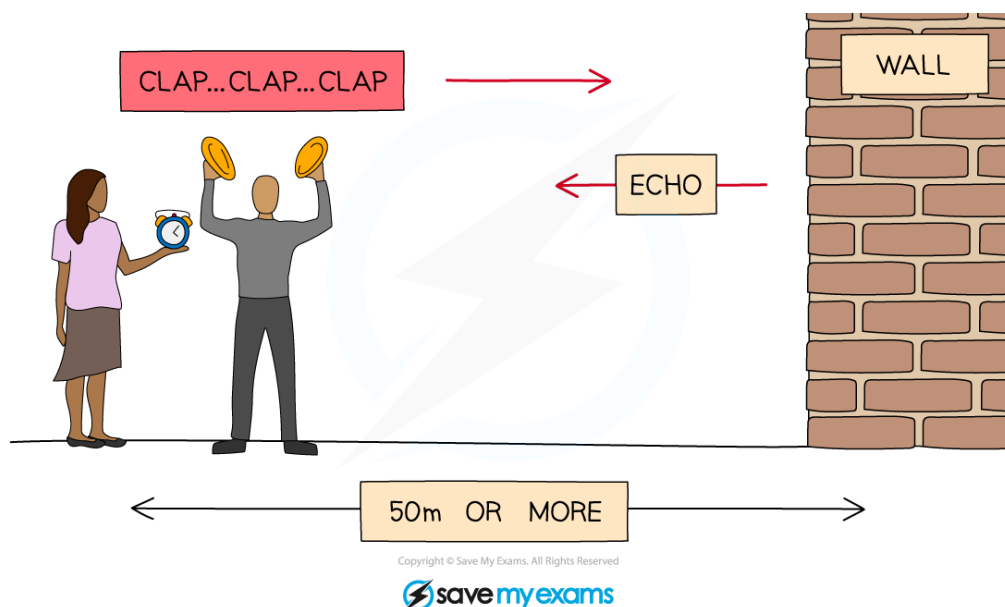 CLAP...CLAP...CLAP
WALL
ECHO
50m OR MORE
Copyright © Save My Exams. All Rights Reserved
save my exams